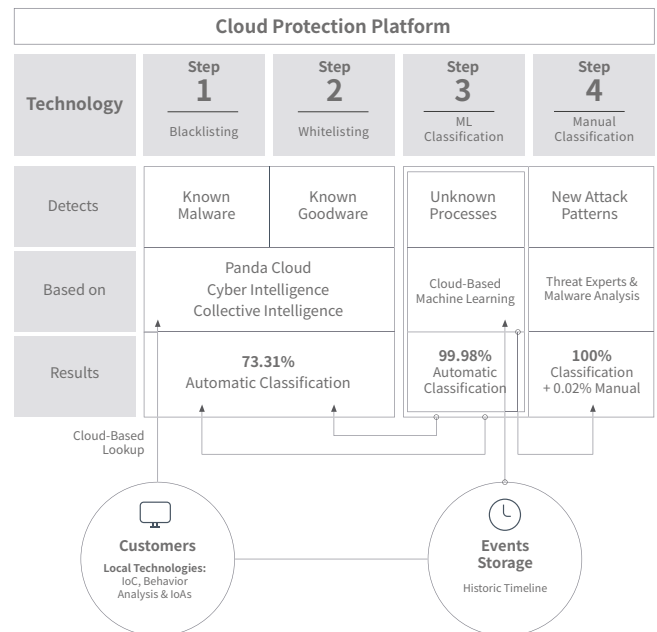 Cloud Protection Platform
Technology
Step
1
Blacklisting
Step
2
Whitelisting
Step
3
ML
Classification
Step
4
Manual
Classification
Detects
Known
Malware
Known
Goodware
Unknown
Processes
New Attack
Patterns
Based on
Panda Cloud
Cyber Intelligence
Collective Intelligence
Cloud-Based
Machine Learning
Threat Experts &
Malware Analysis
Results
73.31%
Automatic Classification
99.98%
Automatic
Classification
100%
Classification
+ 0.02% Manual
Cloud-Based
Lookup
Customers
Local Technologies:
IoC, Behavior
Analysis & IoAs
Events
Storage
Historic Timeline